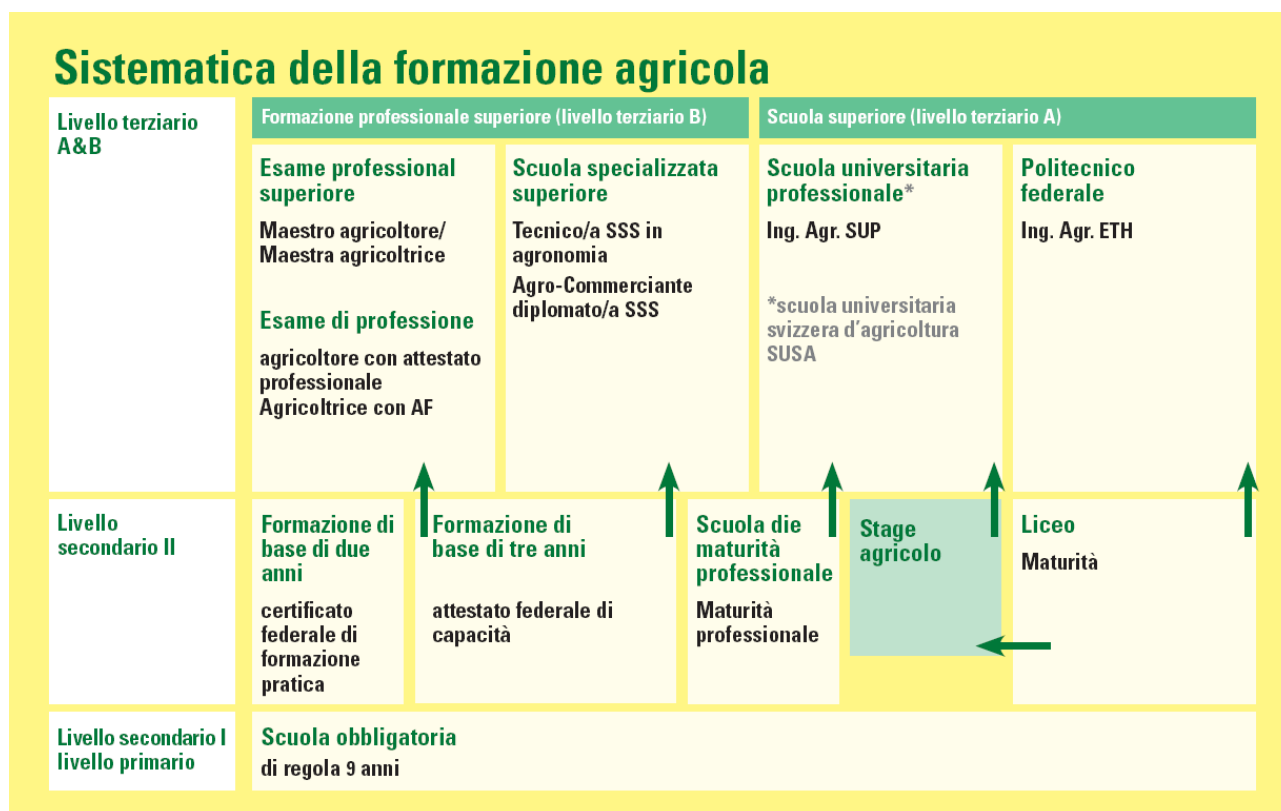 Sistematica della formazione agricola
Livello terziario
A&B
Formazione professionale superiore (livello terziario B)
Scuola superiore (livello terziario A)
Esame professional
superiore
Maestro agricoltore/
Maestra agricoltrice
Esame di professione
agricoltore con attestato
professionale
Agricoltrice con AF
Scuola specializzata
superiore
Tecnico/a SSS in
agronomia
Agro-Commerciante
diplomato/a SSS
Scuola universitaria
professionale*
Ing. Agr. SUP
*scuola universitaria
svizzera d'agricoltura
SUSA
Politecnico
federale
Ing. Agr. ETH
Livello
secondario II
Formazione di
base di due
anni
certificato
federale di
formazione
pratica
Formazione di
base di tre anni
attestato federale di
capacità
Scuola die
maturità
professionale
Maturità
professionale
Stage
agricolo
Liceo
Maturità
Livello secondario I
livello primario
Scuola obbligatoria
di regola 9 anni